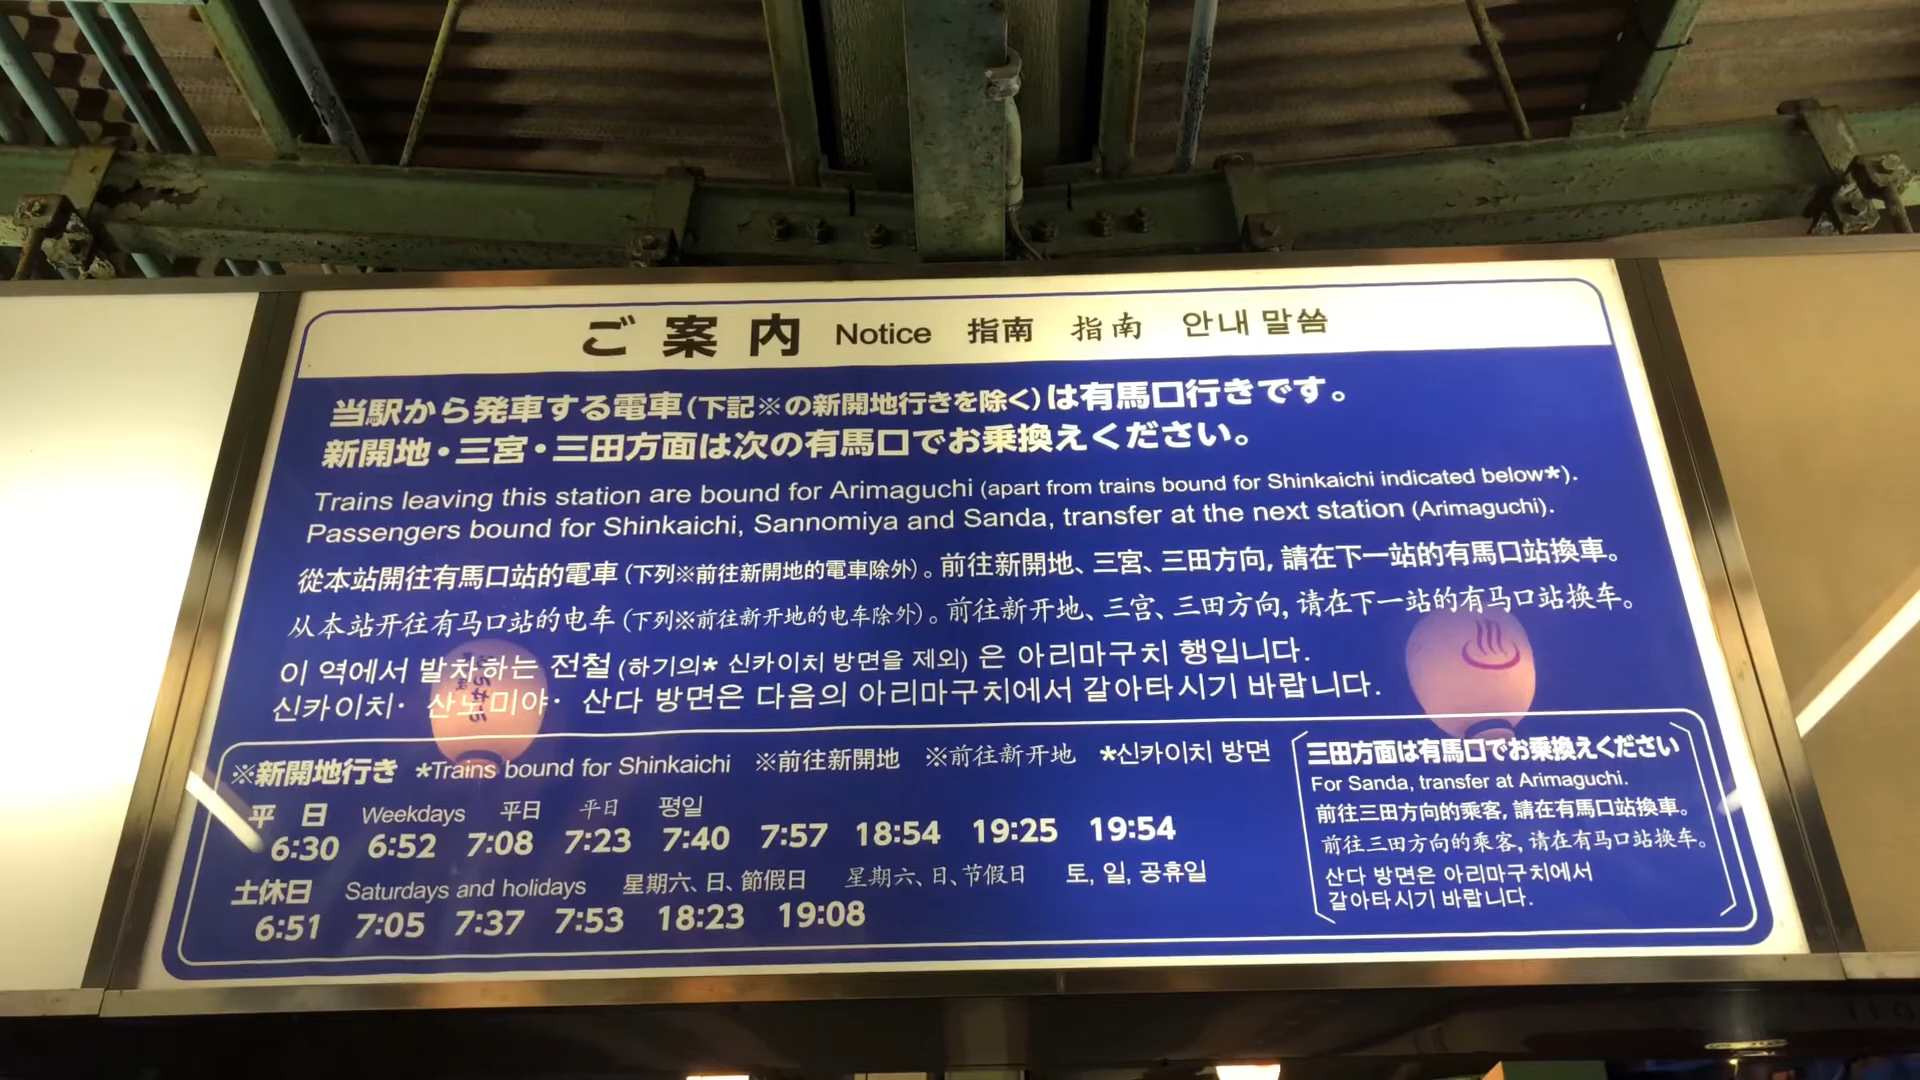 ご案内 Notice 指南 指南 안내 말씀
当駅から発車する電車(下記※の新開地行きを除く)は有馬口行きです。
新開地・三宮・三田方面は次の有馬口でお乗換えください。
Trains leaving this station are bound for Arimaguchi (apart from trains bound for Shinkaichi indicated below*).
Passengers bound for Shinkaichi, Sannomiya and Sanda, transfer at the next station (Arimaguchi).
從本站開往有馬口站的電車(下列※前往新開地的電車除外)。前往新開地、三宮、三田方向,請在下一站的有馬口站換車。
从本站开往有马口站的电车(下列※前往新开地的电车除外)。前往新开地、三宫、三田方向,请在下一站的有马口站换车。
이 역에서 발차하는 전철(하기의* 신카이치 방면을 제외) 은 아리마구치 행입니다.
신카이치· 산노미야· 산다 방면은 다음의 아리마구치에서 갈아타시기 바랍니다.
※新開地行き *Trains bound for Shinkaichi ※前往新開地 ※前往新开地 *신카이치 방면
平日 Weekdays 平日 平日 평일
6:30 6:52 7:08 7:23 7:40 7:57 18:54 19:25 19:54
土休日 Saturdays and holidays 星期六、日、節假日 星期六、日、节假日 토, 일, 공휴일
6:51 7:05 7:37 7:53 18:23 19:08
三田方面は有馬口でお乗換えください
For Sanda, transfer at Arimaguchi.
前往三田方向的乘客,請在有馬口站換車。
前往三田方向的乘客,请在有马口站换车。
산다 방면은 아리마구치에서
갈아타시기 바랍니다.